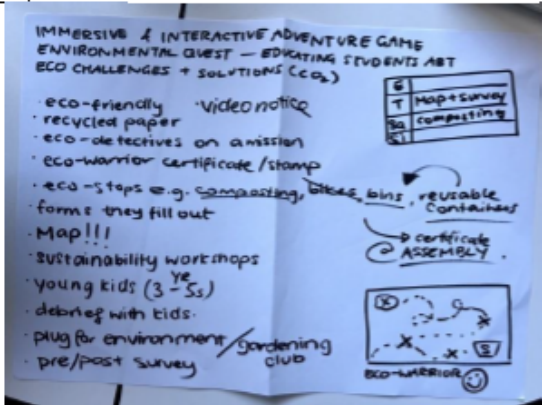 IMMERSIVE & INTERACTIVE ADVENTURE GAME
ENVIRONMENTAL QUEST — EDUCATING STUDENTS ABT
ECO CHALLENGES + SOLUTIONS (CO2)
· eco-friendly · video notice
· recycled paper
· eco-detectives on a mission
· eco-warrior certificate/stamp
· eco-stops e.g. composting, bikes, bins, reusable containers
· forms they fill out
· Map!!!
· sustainability workshops
· young kids (3 - 5s) ye
· debrief with kids.
· plug for environment/gardening club
· pre/post survey
6
T Map + survey
composting
certificate
@ ASSEMBLY.
X
X
X
X
S
ECO-WARRIOR